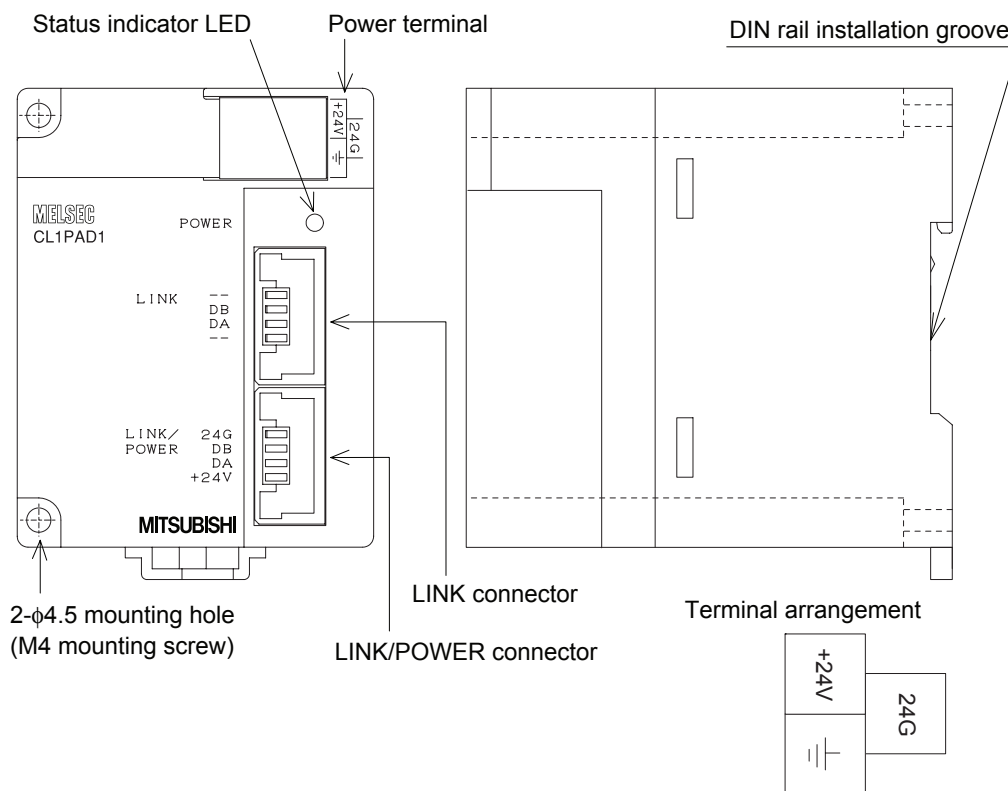 Status indicator LED
Power terminal
DIN rail installation groove
+24V
24G
MELSEC
CL1PAD1
POWER
LINK
--
DB
DA
--
LINK/
POWER
24G
DB
DA
+24V
MITSUBISHI
2-φ4.5 mounting hole
(M4 mounting screw)
LINK connector
LINK/POWER connector
Terminal arrangement
+24V
24G